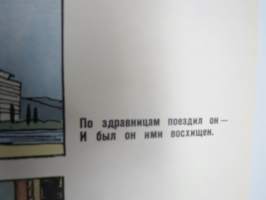 По здравницам поездил он —
И был он ими восхищен.